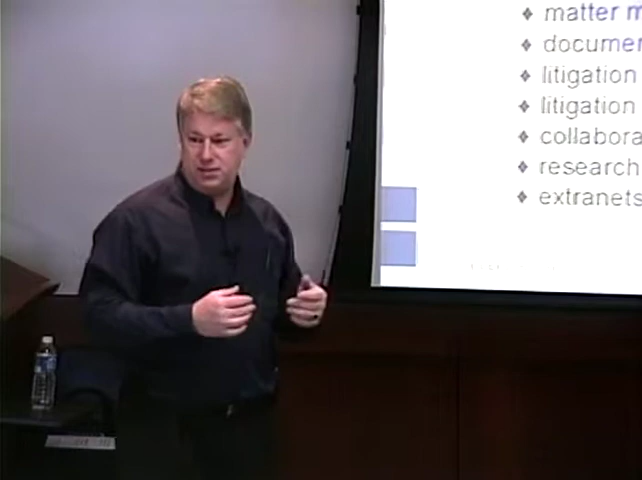 matter m
documen
litigation
litigation
collabora
research
extranets